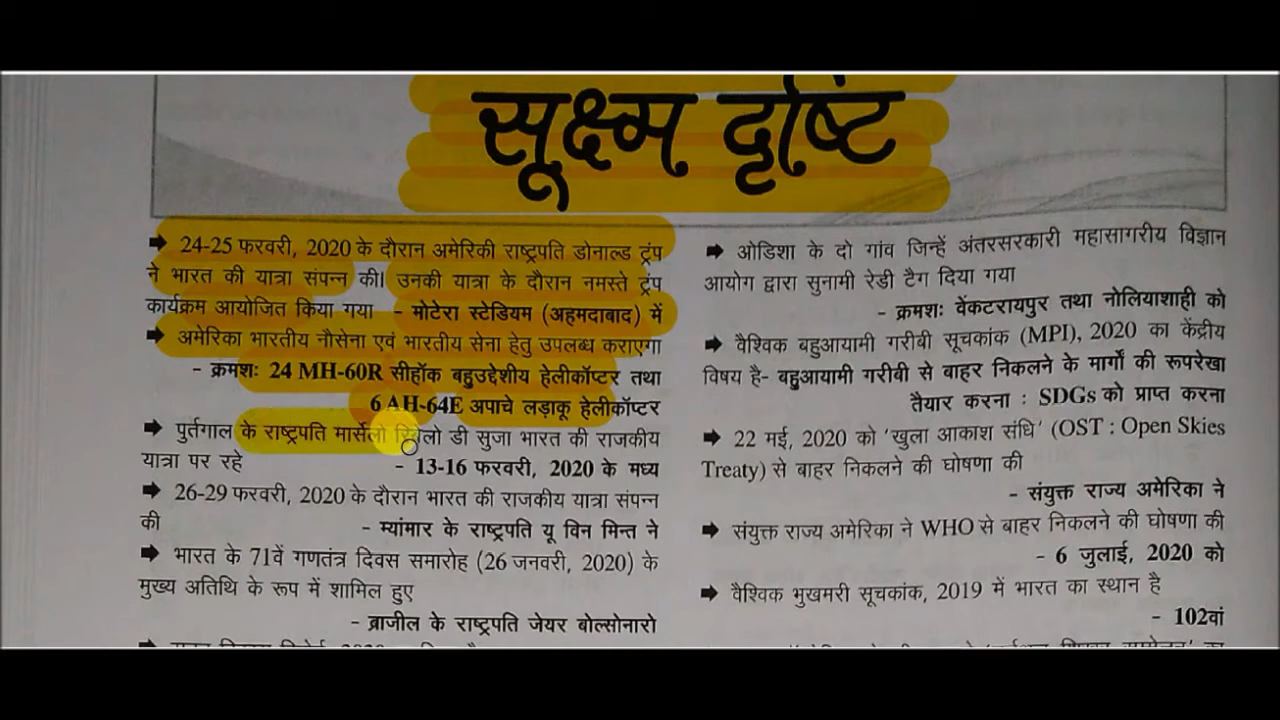 सूक्ष्म दृष्टि
➡ 24-25 फरवरी, 2020 के दौरान अमेरिकी राष्ट्रपति डोनाल्ड ट्रंप
ने भारत की यात्रा संपन्न की। उनकी यात्रा के दौरान नमस्ते ट्रंप
कार्यक्रम आयोजित किया गया - मोटेरा स्टेडियम (अहमदाबाद) में
➡ अमेरिका भारतीय नौसेना एवं भारतीय सेना हेतु उपलब्ध कराएगा
- क्रमशः 24 MH-60R सीहॉक बहुउद्देशीय हेलीकॉप्टर तथा
6 AH-64E अपाचे लड़ाकू हेलीकॉप्टर
➡ पुर्तगाल के राष्ट्रपति मार्सेलो डी सुजा भारत की राजकीय
यात्रा पर रहे - 13-16 फरवरी, 2020 के मध्य
➡ 26-29 फरवरी, 2020 के दौरान भारत की राजकीय यात्रा संपन्न
की - म्यांमार के राष्ट्रपति यू विन मिन्त ने
➡ भारत के 71वें गणतंत्र दिवस समारोह (26 जनवरी, 2020) के
मुख्य अतिथि के रूप में शामिल हुए
- ब्राजील के राष्ट्रपति जेयर बोल्सोनारो
➡ ओडिशा के दो गांव जिन्हें अंतरसरकारी महासागरीय विज्ञान
आयोग द्वारा सुनामी रेडी टैग दिया गया
- क्रमशः वेंकटरायपुर तथा नोलियाशाही को
➡ वैश्विक बहुआयामी गरीबी सूचकांक (MPI), 2020 का केंद्रीय
विषय है- बहुआयामी गरीबी से बाहर निकलने के मार्गों की रूपरेखा
तैयार करना : SDGs को प्राप्त करना
➡ 22 मई, 2020 को ‘खुला आकाश संधि’ (OST : Open Skies
Treaty) से बाहर निकलने की घोषणा की
- संयुक्त राज्य अमेरिका ने
➡ संयुक्त राज्य अमेरिका ने WHO से बाहर निकलने की घोषणा की
- 6 जुलाई, 2020 को
➡ वैश्विक भुखमरी सूचकांक, 2019 में भारत का स्थान है
- 102वां